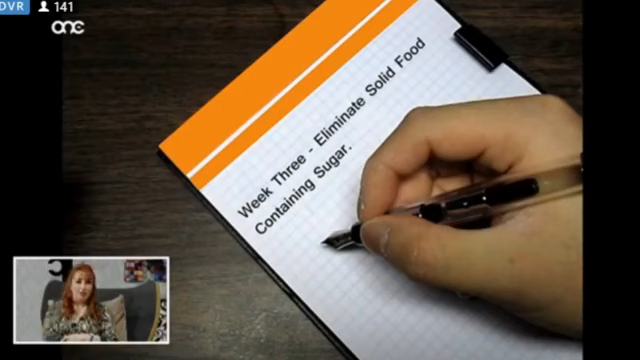 DVR 141
one
Week Three - Eliminate Solid Food
Containing Sugar.